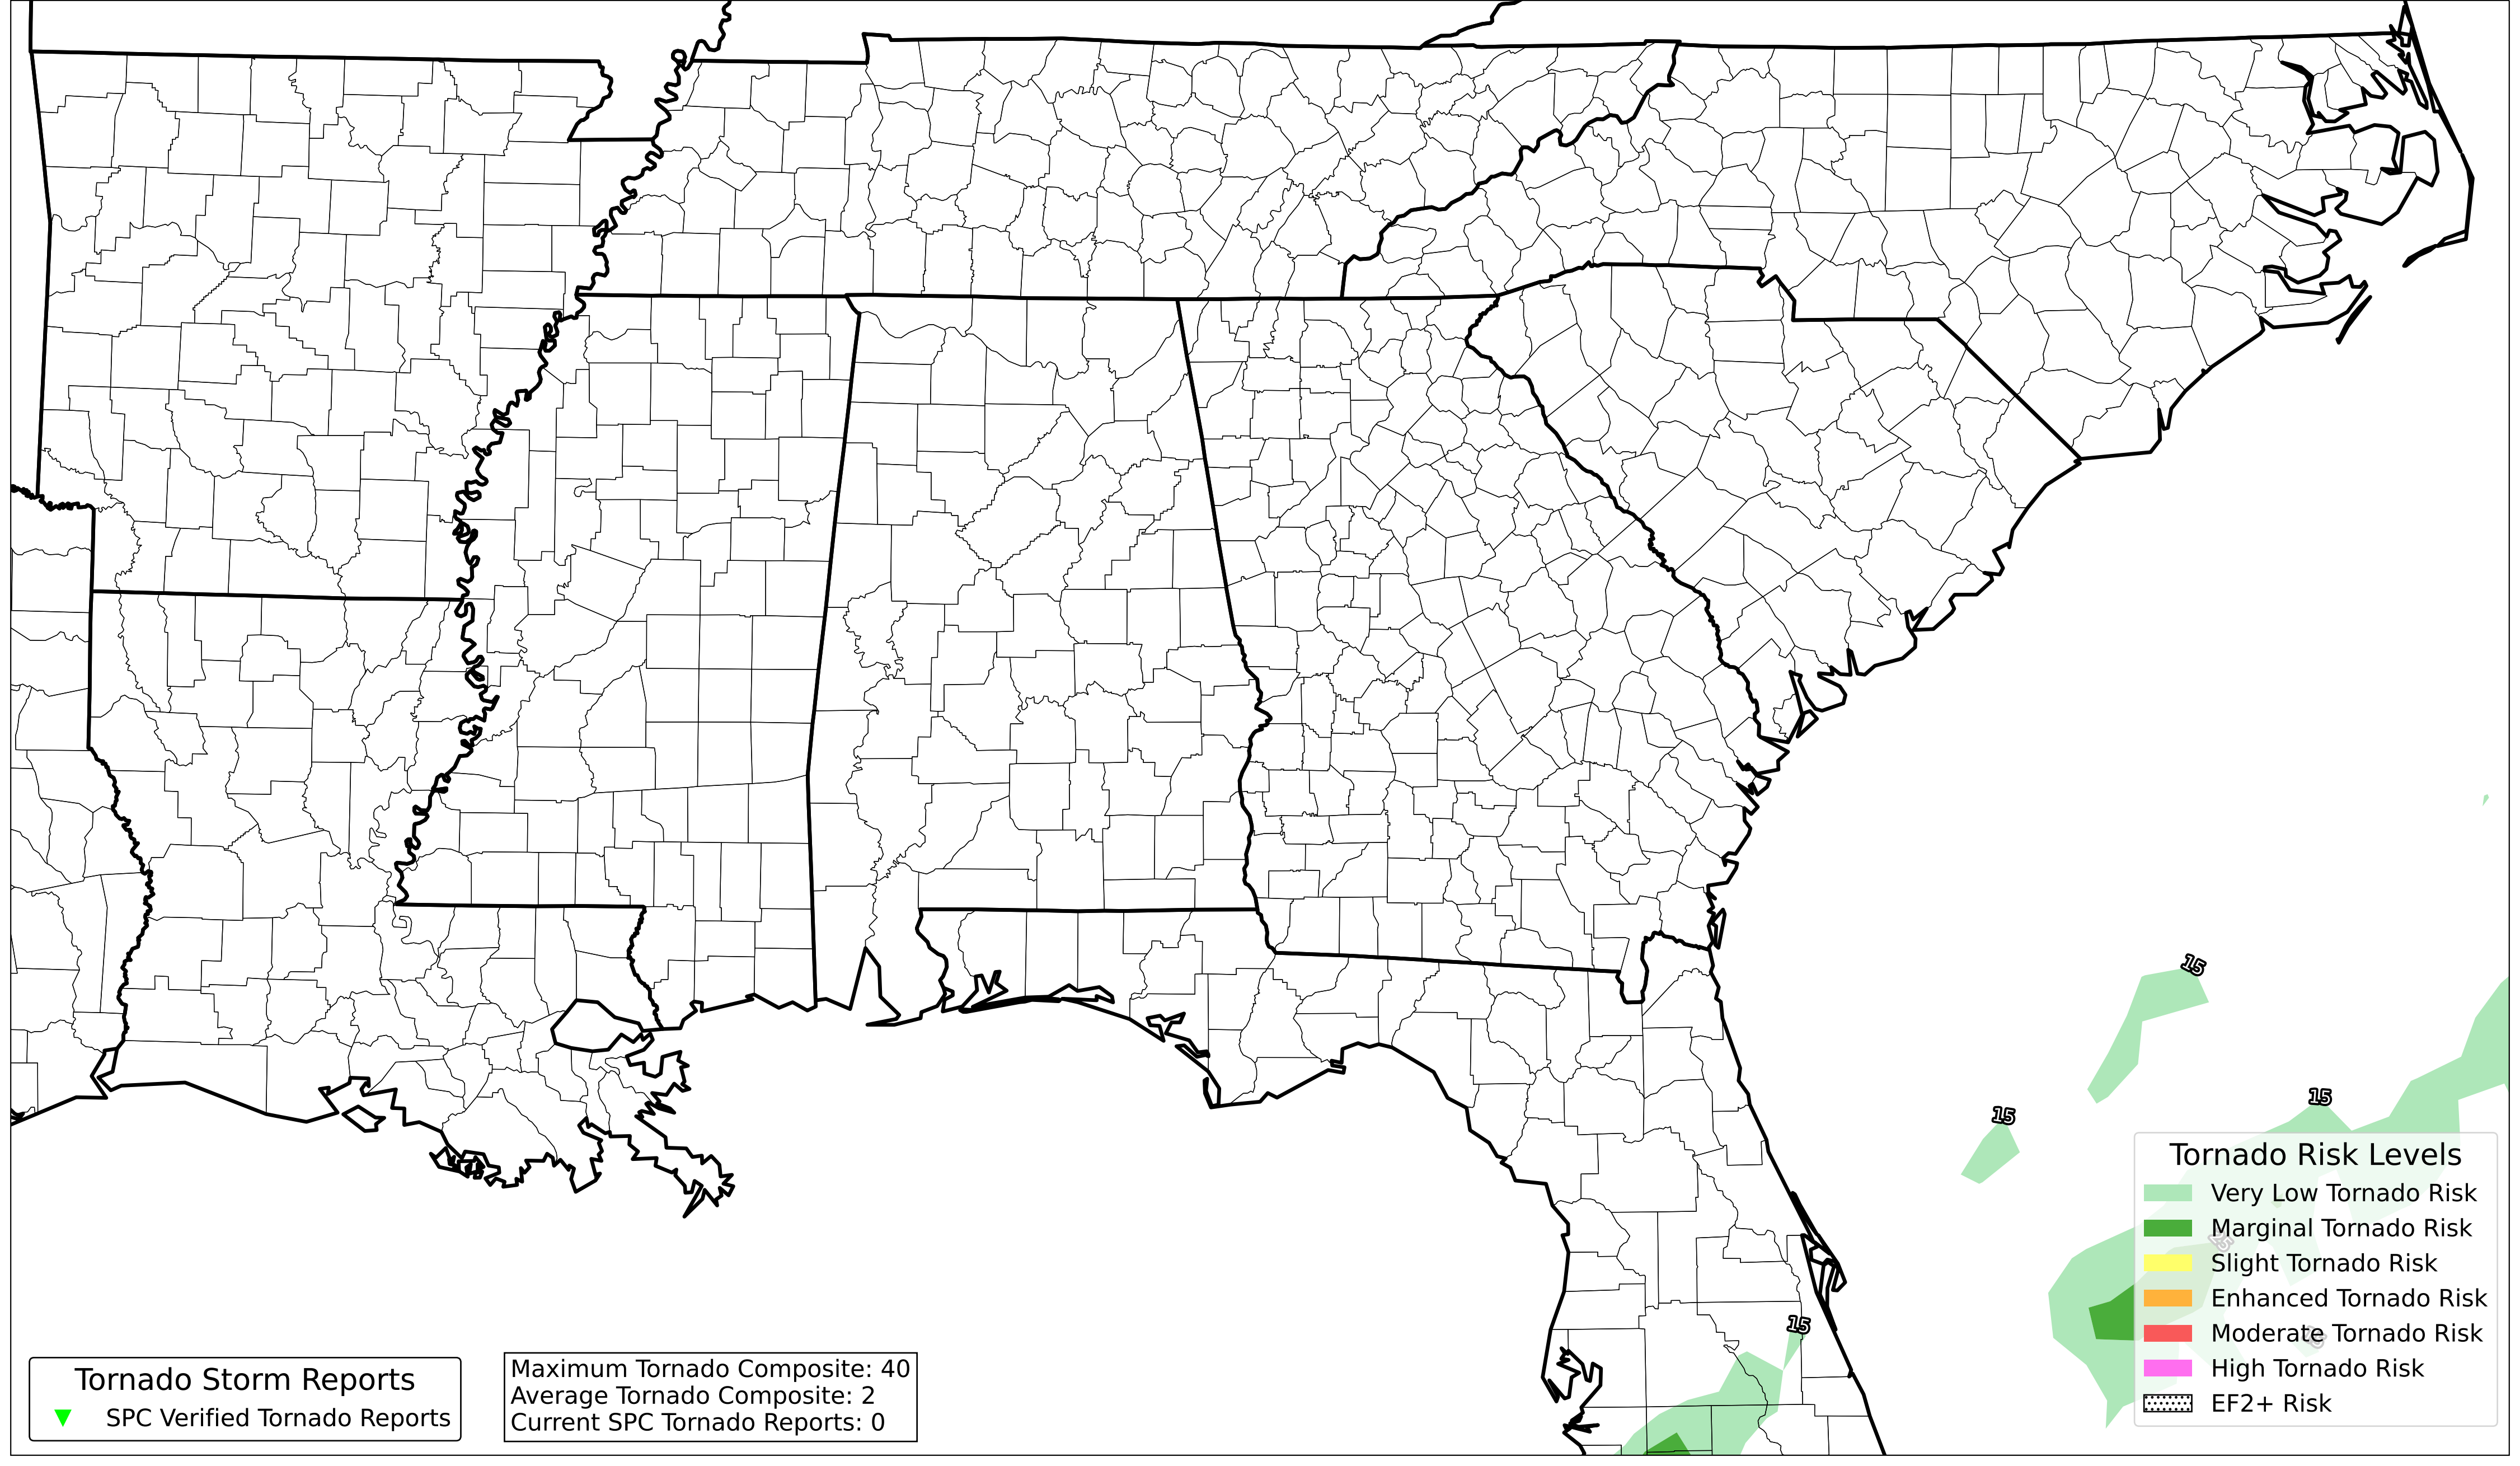 15
15
15
Tornado Risk Levels
Very Low Tornado Risk
Marginal Tornado Risk
Slight Tornado Risk
Enhanced Tornado Risk
Moderate Tornado Risk
High Tornado Risk
EF2+ Risk
15
Tornado Storm Reports
SPC Verified Tornado Reports
Maximum Tornado Composite: 40
Average Tornado Composite: 2
Current SPC Tornado Reports: 0